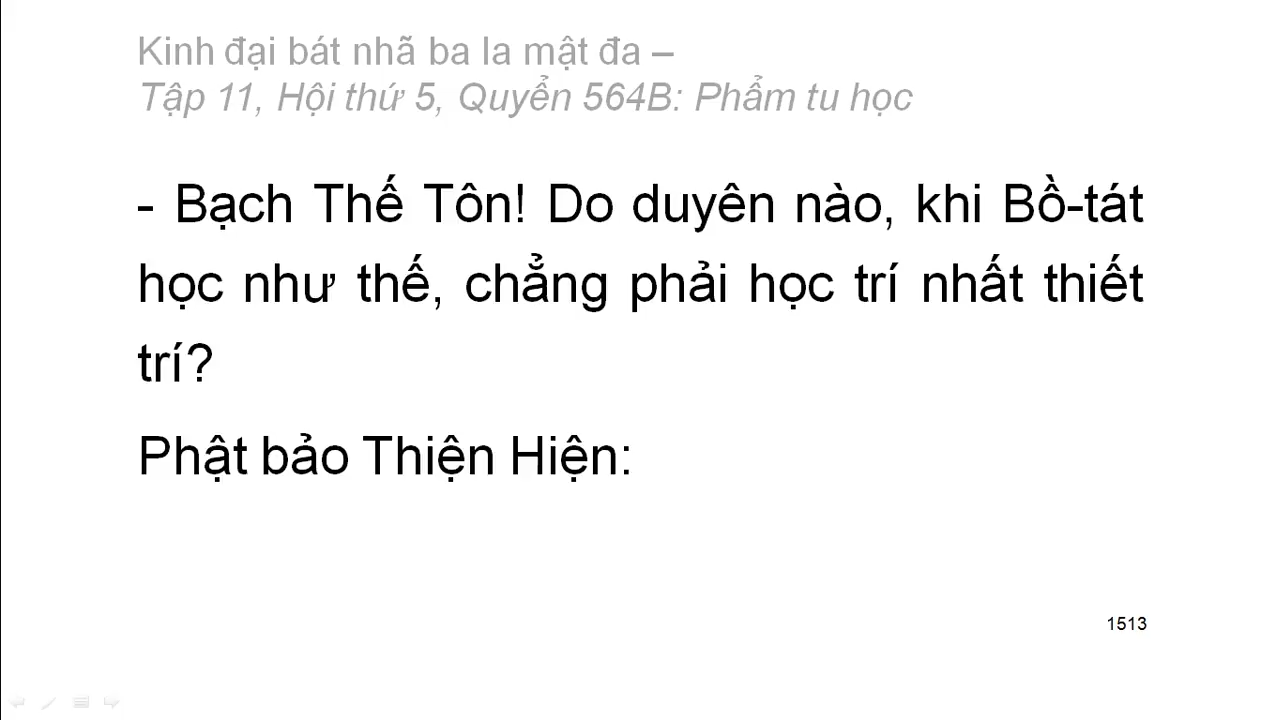 Kinh đại bát nhã ba la mật đa –
Tập 11, Hội thứ 5, Quyển 564B: Phẩm tu học
- Bạch Thế Tôn! Do duyên nào, khi Bồ-tát
học như thế, chẳng phải học trí nhất thiết
trí?
Phật bảo Thiện Hiện:
1513